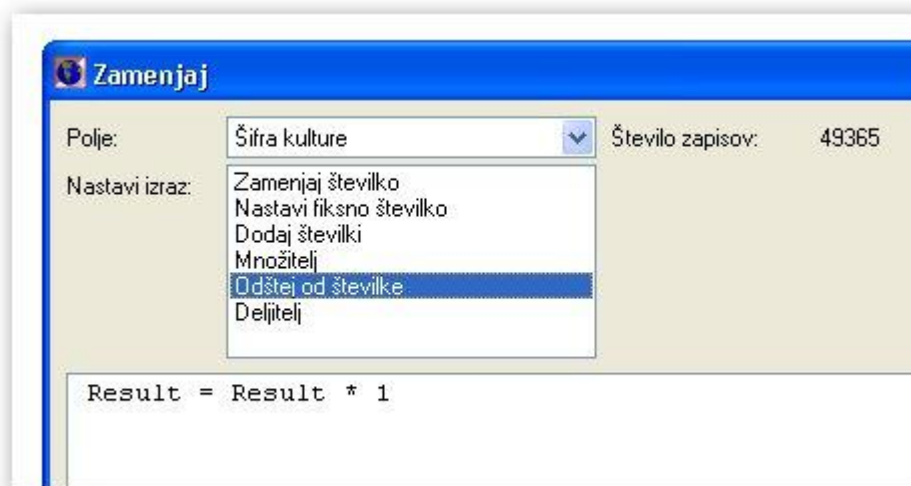 Zamenjaj
Polje: Šifra kulture Število zapisov: 49365
Nastavi izraz: Zamenjaj številko
Nastavi fiksno številko
Dodaj številki
Množitelj
Odštej od številke
Deljitelj
Result = Result * 1